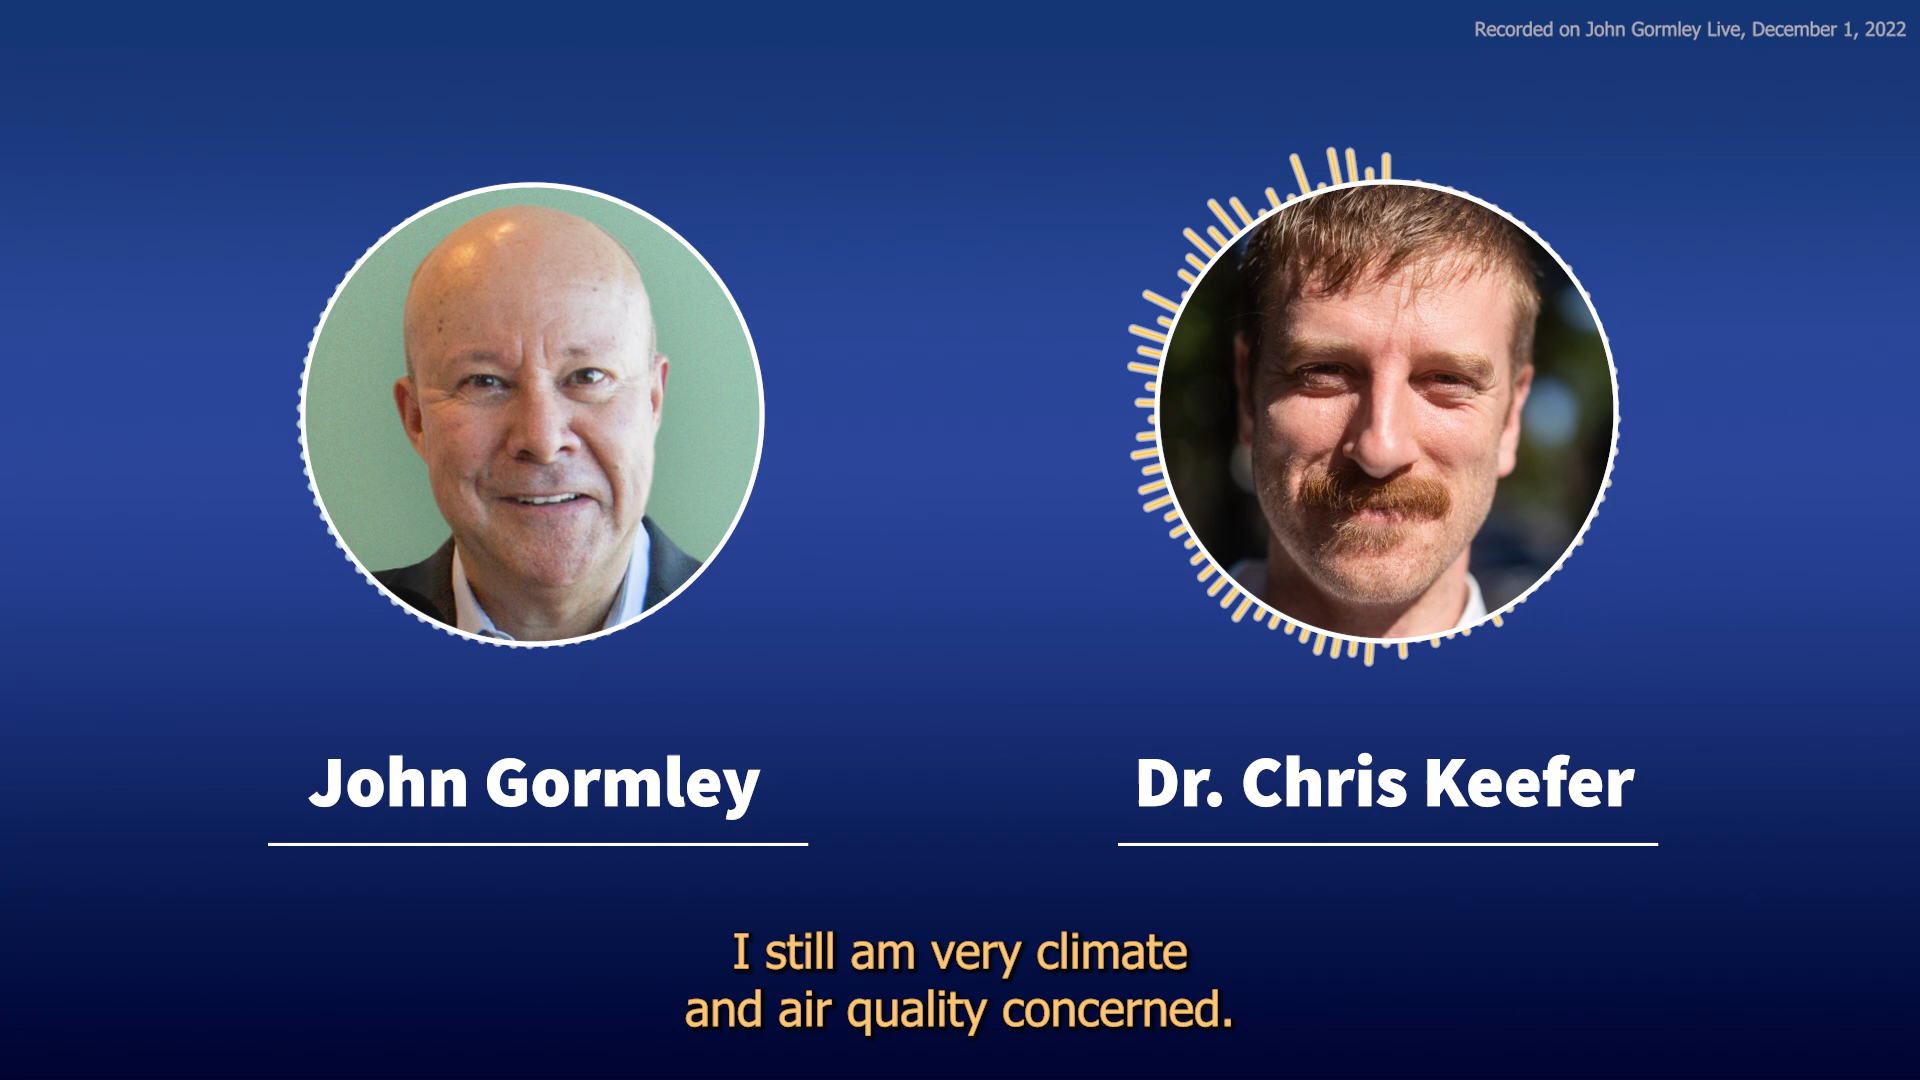 Recorded on John Gormley Live, December 1, 2022
John Gormley
Dr. Chris Keefer
I still am very climate
and air quality concerned.